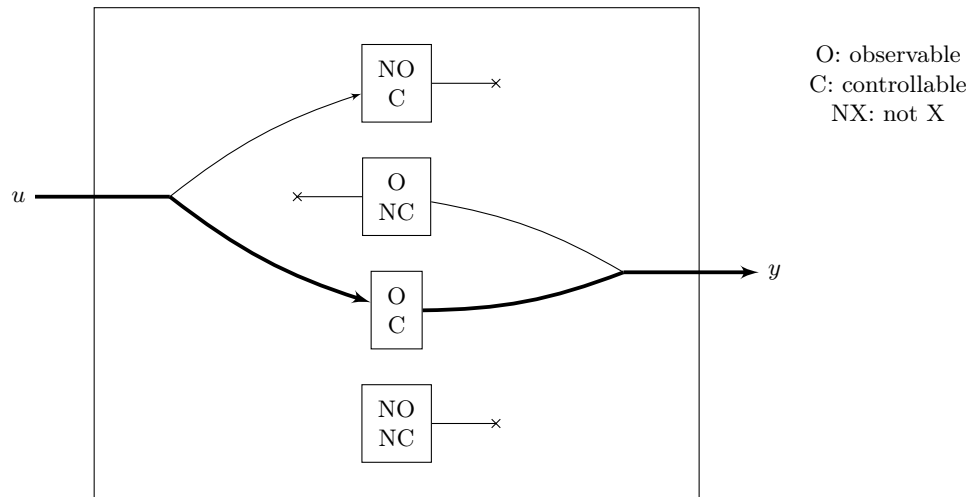 NO
C
O: observable
C: controllable
NX: not X
O
NC
u
y
O
C
NO
NC